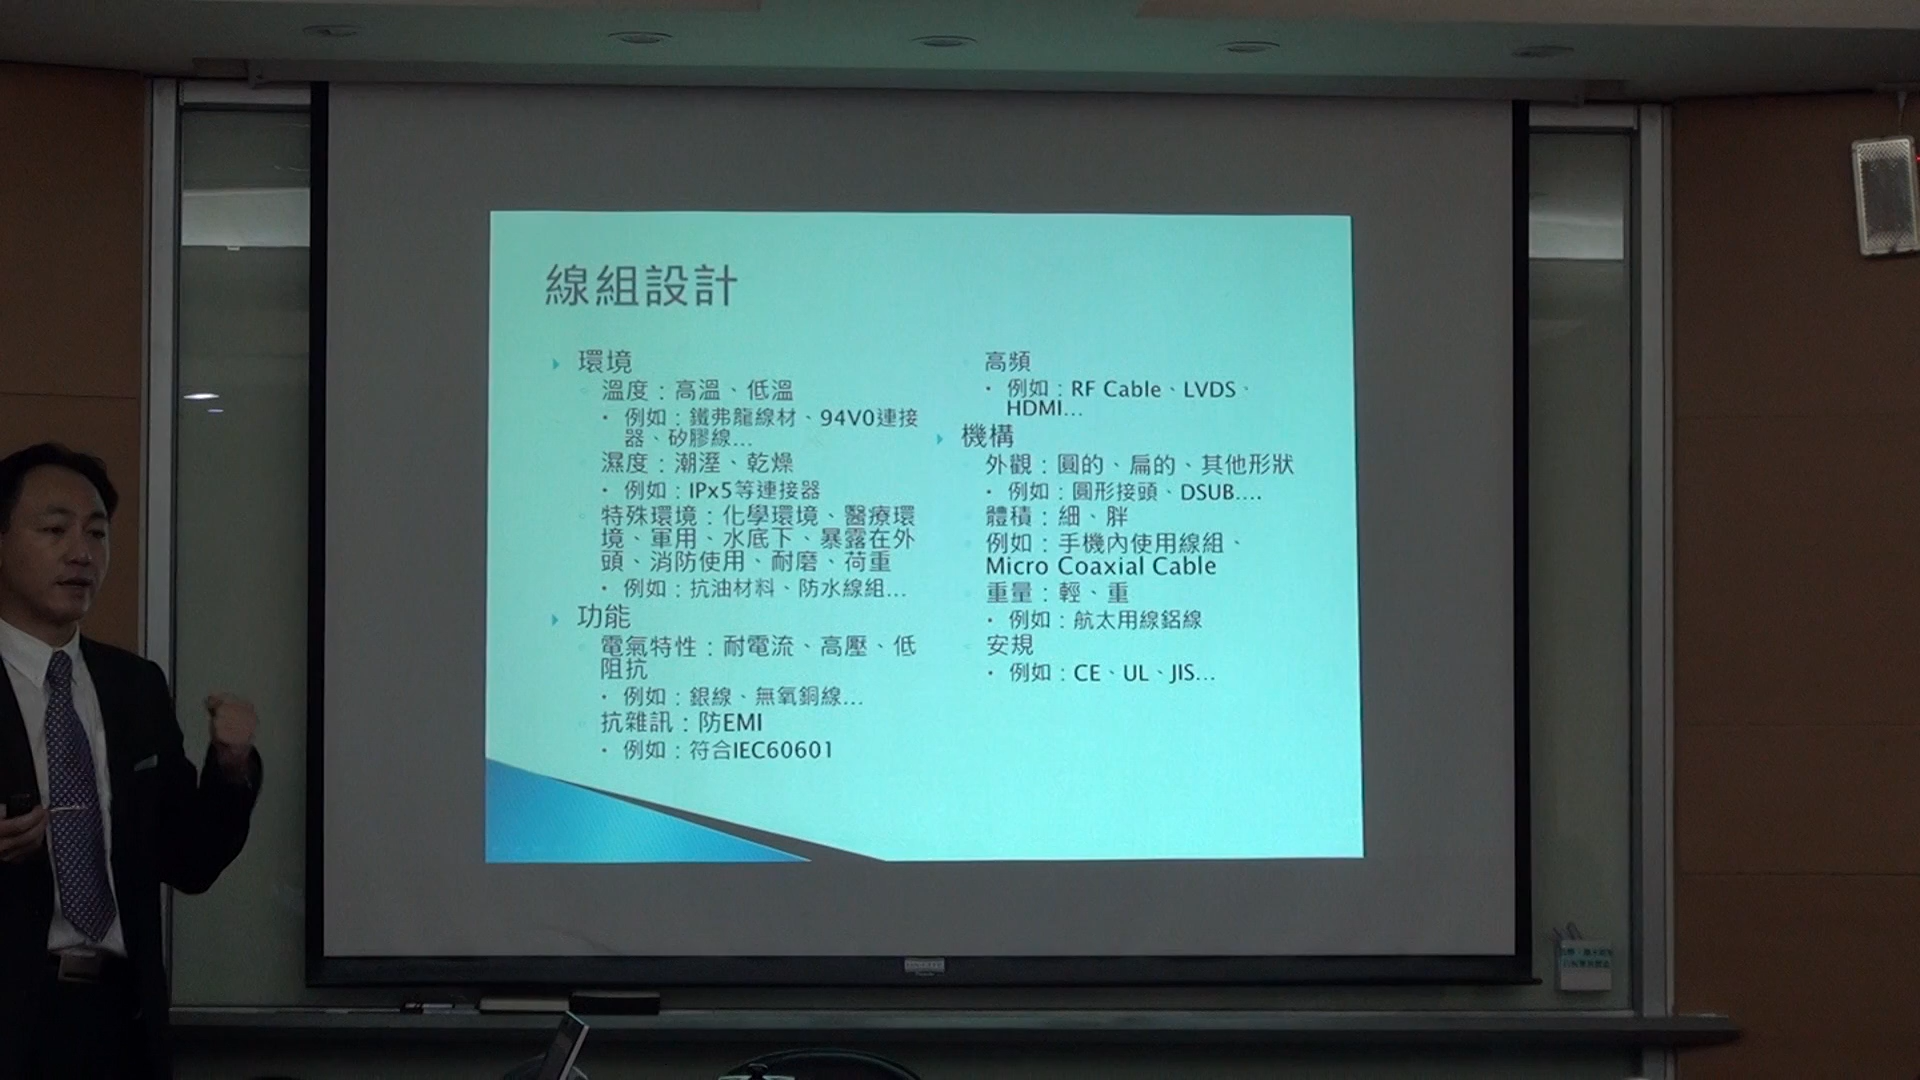 線組設計
環境
溫度：高溫、低溫
例如：鐵弗龍線材、94V0連接
器、矽膠線…
濕度：潮溼、乾燥
例如：IPx5等連接器
特殊環境：化學環境、醫療環
境、軍用、水底下、暴露在外
頭、消防使用、耐磨、荷重
例如：抗油材料、防水線組…
功能
電氣特性：耐電流、高壓、低
阻抗
例如：銀線、無氧銅線…
抗雜訊：防EMI
例如：符合IEC60601
高頻
例如：RF Cable、LVDS、
HDMI…
機構
外觀：圓的、扁的、其他形狀
例如：圓形接頭、DSUB….
體積：細、胖
例如：手機內使用線組、
Micro Coaxial Cable
重量：輕、重
例如：航太用線鋁線
安規
例如：CE、UL、JIS…